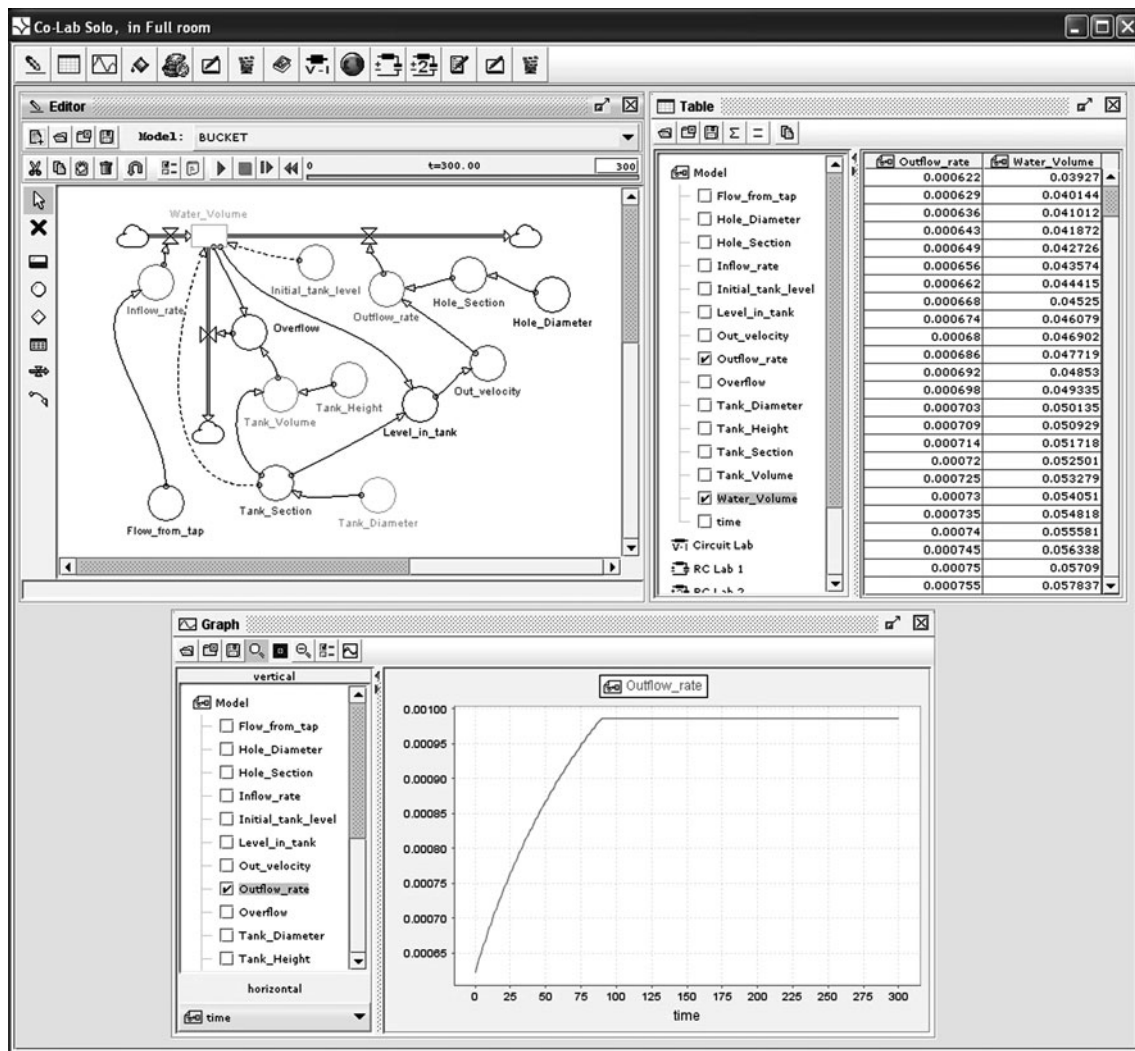 Co-Lab Solo, in Full room
Editor
Model: BUCKET
0 t=300.00 300
Water_Volume
Inflow_rate
Initial_tank_level
Outflow_rate
Hole_Section
Hole_Diameter
Overflow
Tank_Volume
Tank_Height
Out_velocity
Level_in_tank
Tank_Section
Tank_Diameter
Flow_from_tap
Table
Model
Flow_from_tap
Hole_Diameter
Hole_Section
Inflow_rate
Initial_tank_level
Level_in_tank
Out_velocity
Outflow_rate
Overflow
Tank_Diameter
Tank_Height
Tank_Section
Tank_Volume
Water_Volume
time
Circuit Lab
RC Lab 1
RC Lab 2
Outflow_rate Water_Volume
0.000622 0.03927
0.000629 0.040144
0.000636 0.041012
0.000643 0.041872
0.000649 0.042726
0.000656 0.043574
0.000662 0.044415
0.000668 0.04525
0.000674 0.046079
0.00068 0.046902
0.000686 0.047719
0.000692 0.04853
0.000698 0.049335
0.000703 0.050135
0.000709 0.050929
0.000714 0.051718
0.00072 0.052501
0.000725 0.053279
0.00073 0.054051
0.000735 0.054818
0.00074 0.055581
0.000745 0.056338
0.00075 0.05709
0.000755 0.057837
Graph
vertical
Model
Flow_from_tap
Hole_Diameter
Hole_Section
Inflow_rate
Initial_tank_level
Level_in_tank
Out_velocity
Outflow_rate
Overflow
Tank_Diameter
Tank_Height
horizontal
time
Outflow_rate
0.00100
0.00095
0.00090
0.00085
0.00080
0.00075
0.00070
0.00065
0 25 50 75 100 125 150 175 200 225 250 275 300
time